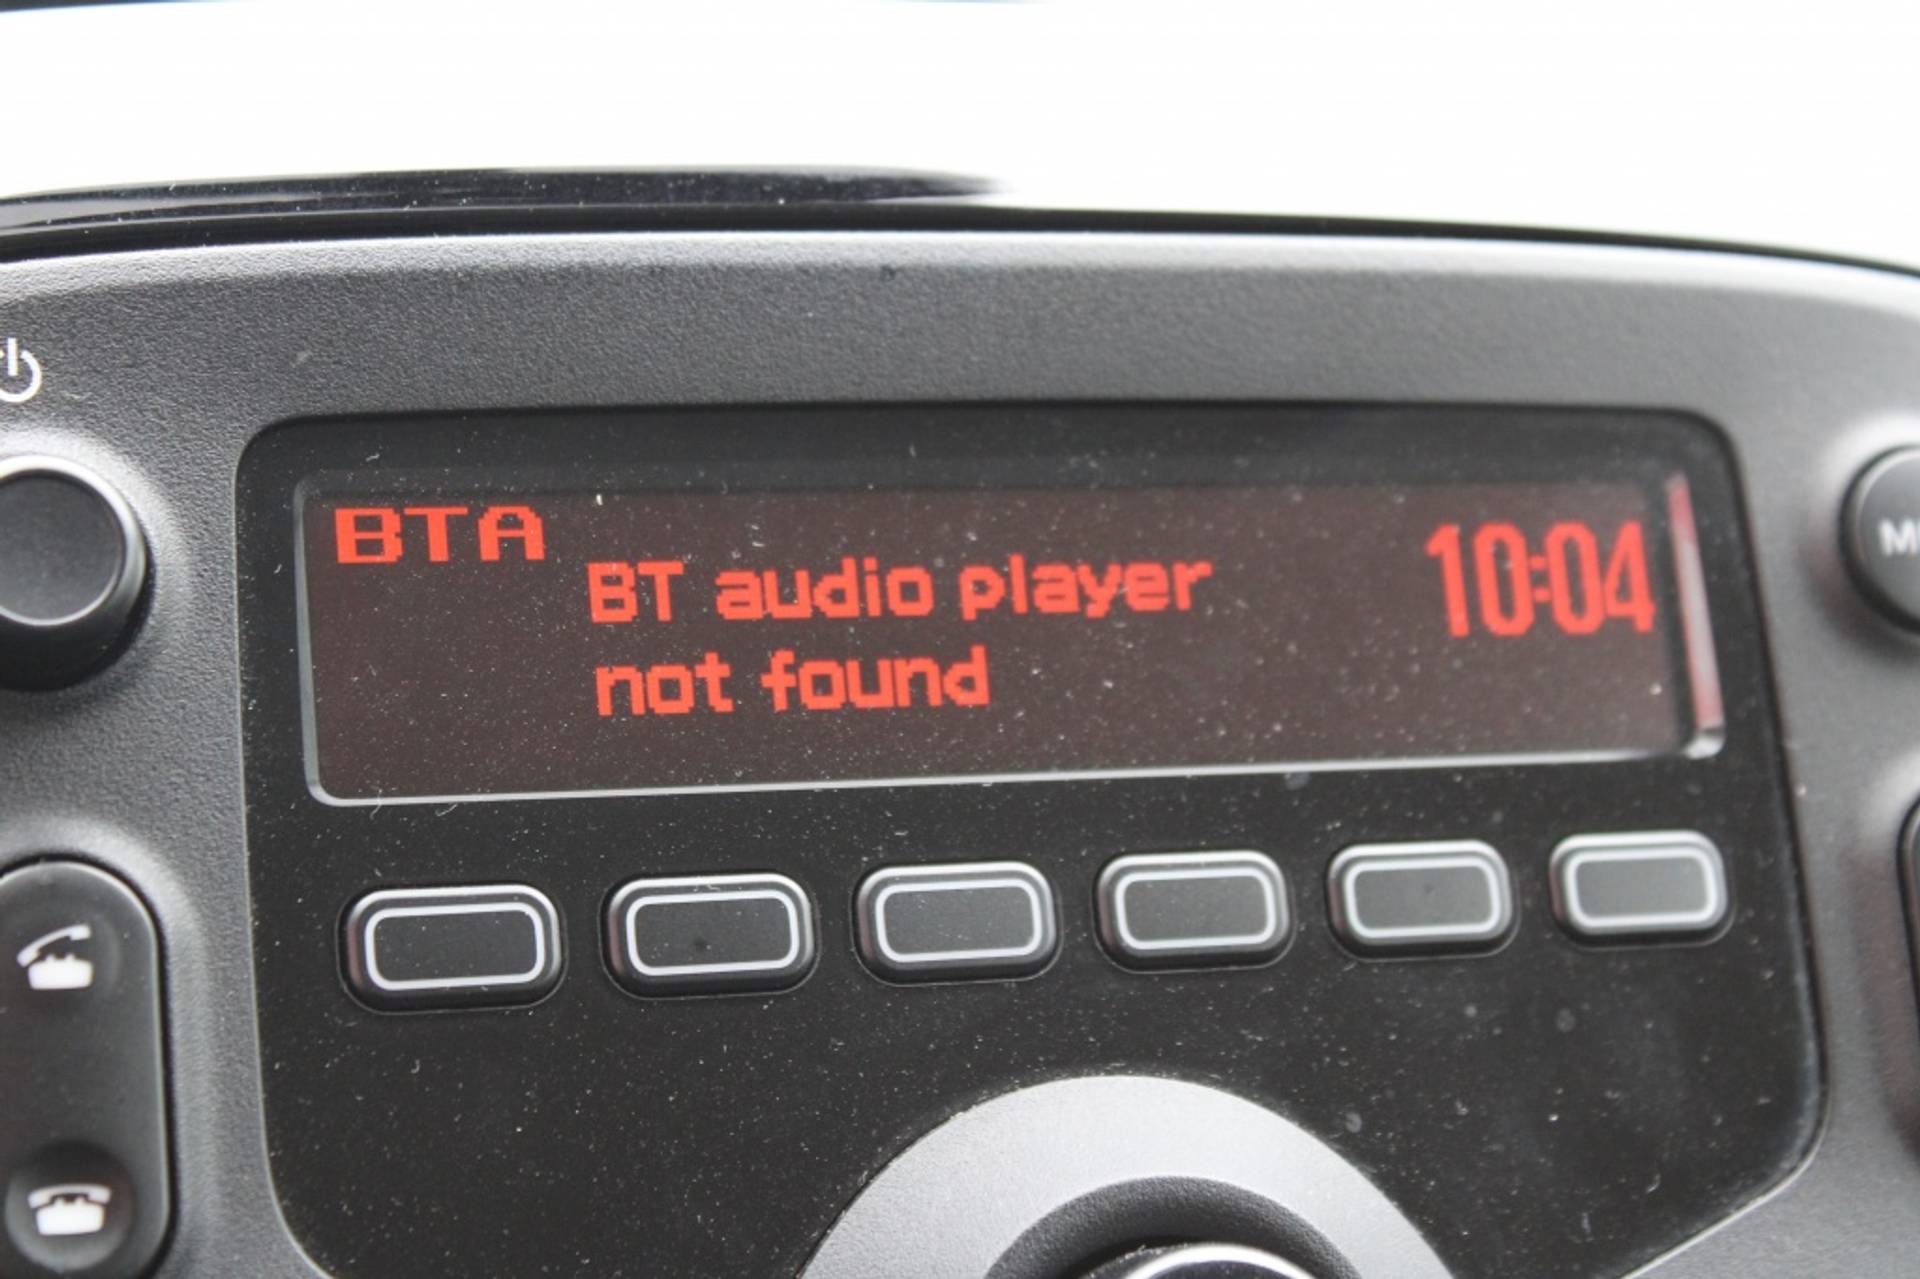 BTA
BT audio player
not found
10:04